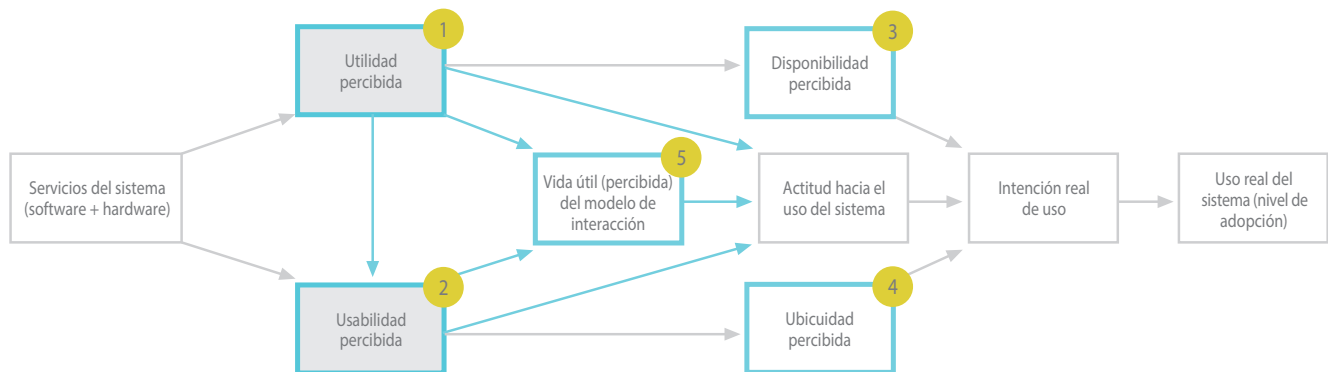 1
Utilidad
percibida
3
Disponibilidad
percibida
5
Servicios del sistema
(software + hardware)
Vida útil (percibida)
del modelo de
interacción
Actitud hacia el
uso del sistema
Intención real
de uso
Uso real del
sistema (nivel de
adopción)
2
Usabilidad
percibida
4
Ubicuidad
percibida